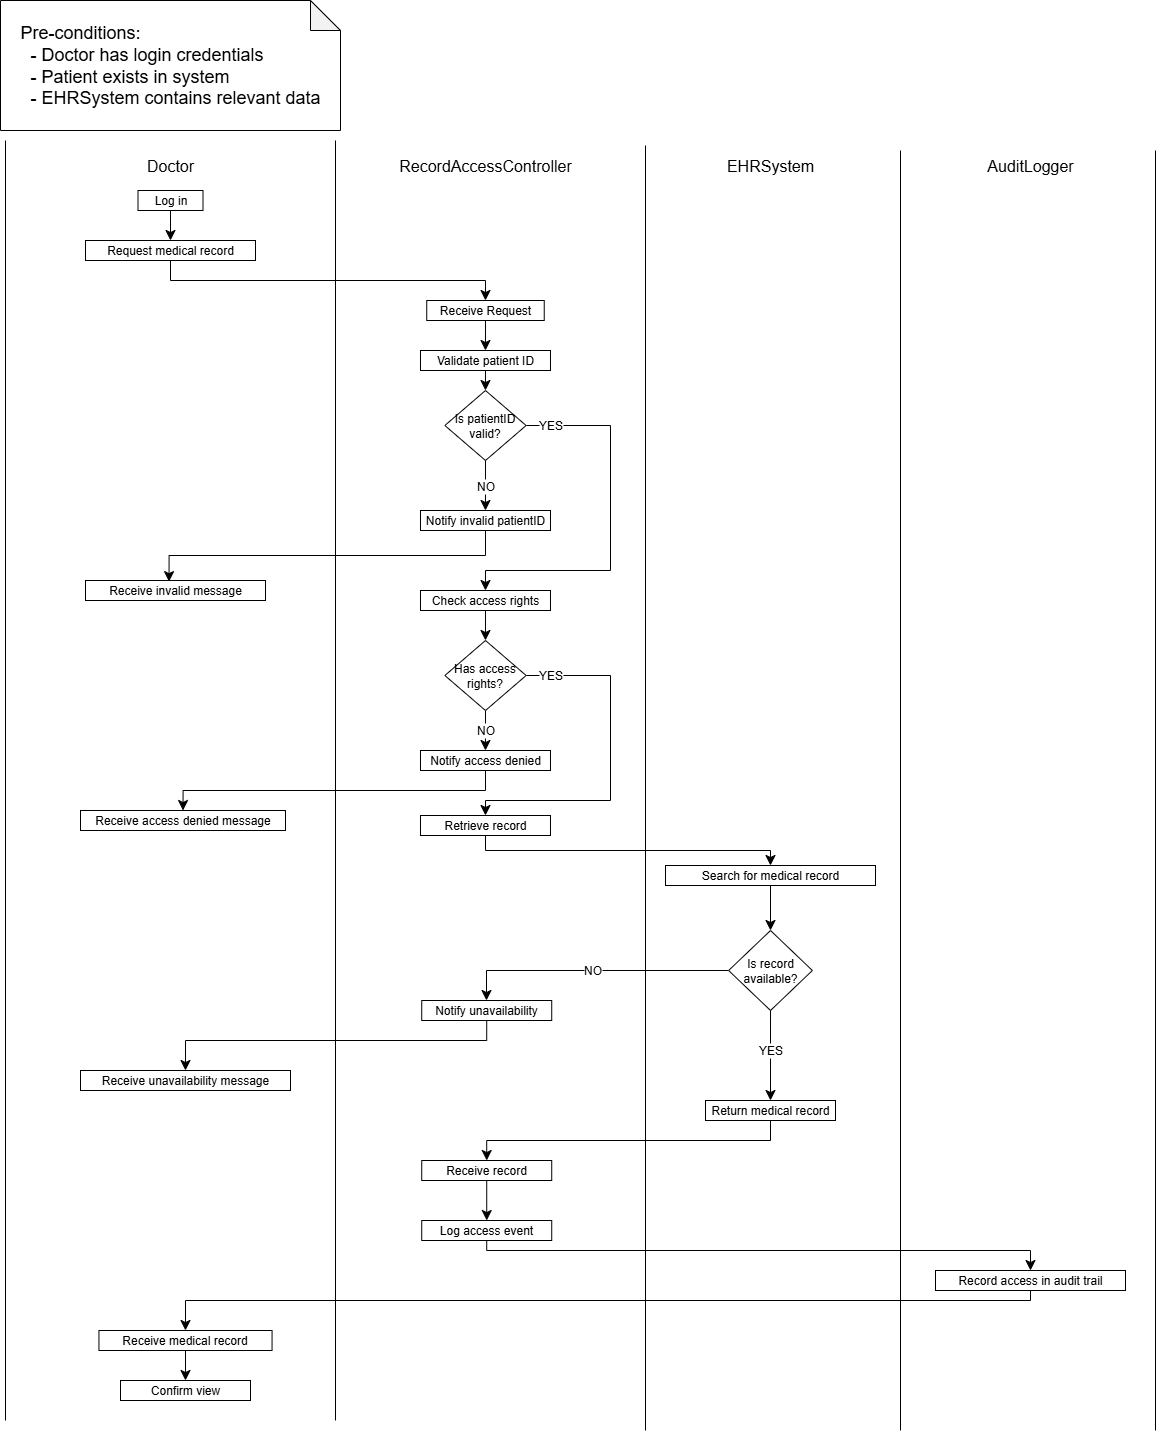 Pre-conditions:
- Doctor has login credentials
- Patient exists in system
- EHRSystem contains relevant data
Doctor
RecordAccessController
EHRSystem
AuditLogger
Log in
Request medical record
Receive Request
Validate patient ID
Is patientID
valid?
YES
NO
Notify invalid patientID
Receive invalid message
Check access rights
Has access
rights?
YES
NO
Notify access denied
Receive access denied message
Retrieve record
Search for medical record
Is record
available?
NO
Notify unavailability
YES
Receive unavailability message
Return medical record
Receive record
Log access event
Record access in audit trail
Receive medical record
Confirm view